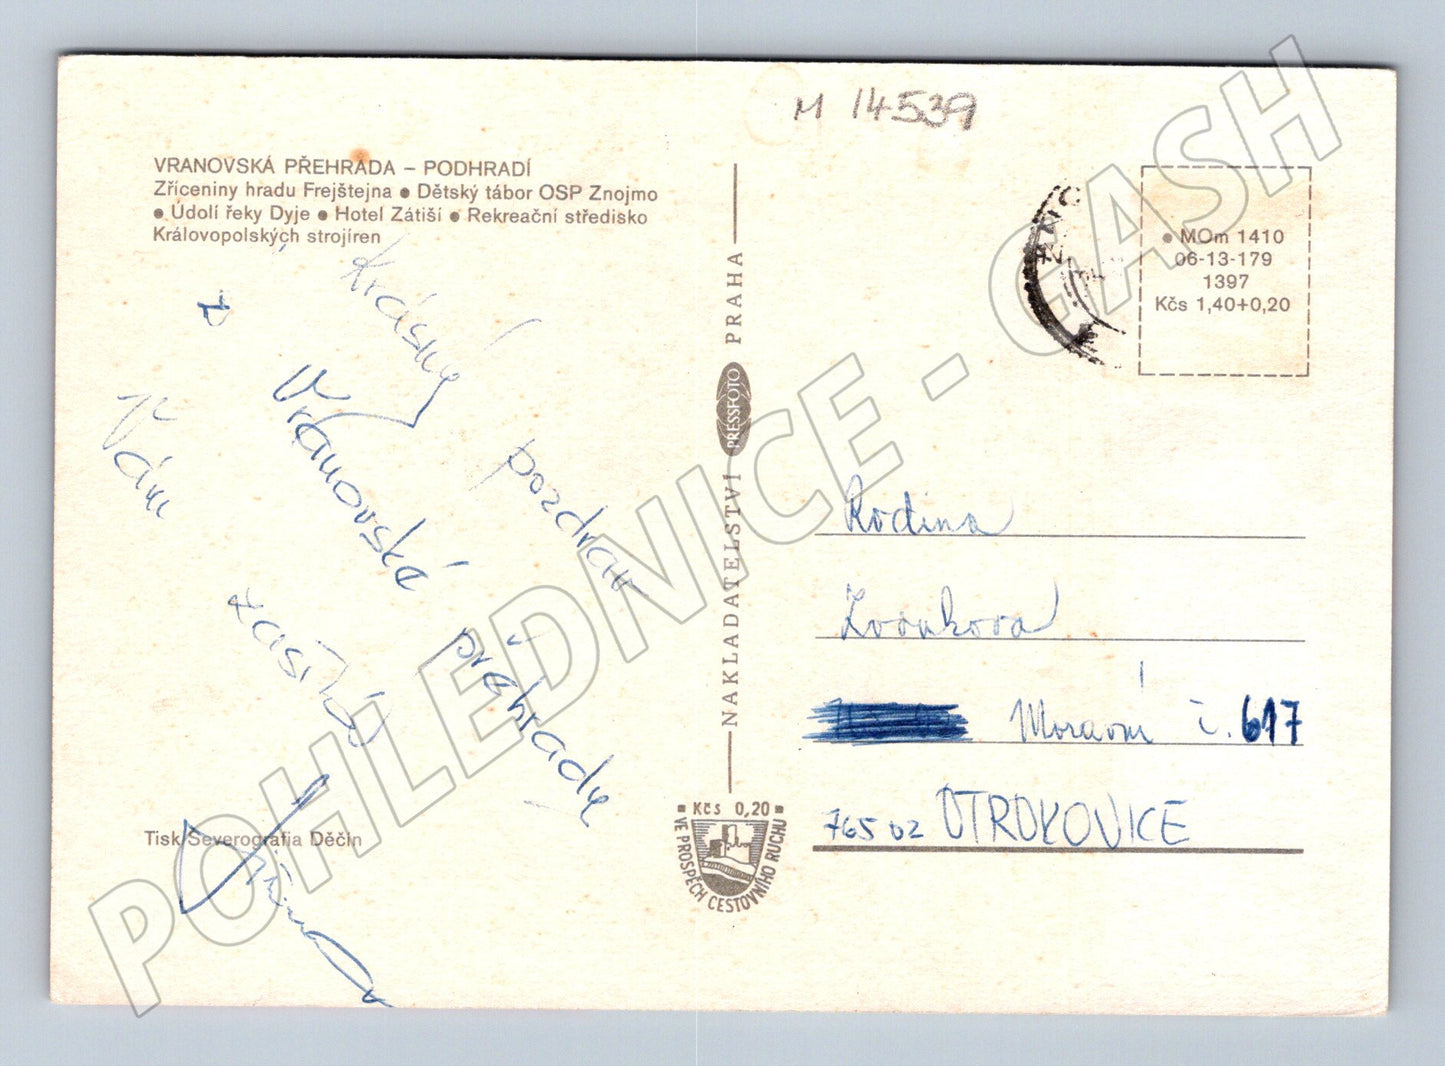 M 14539
VRANOVSKÁ PŘEHRADA – PODHRADÍ
Zříceniny hradu Frejštejna ● Dětský tábor OSP Znojmo
● Údolí řeky Dyje ● Hotel Zátiší ● Rekreační středisko
Královopolských strojíren
Krásný pozdrav
z Vranovské přehrady
Vám zasílá
Tisk Severografia Děčín
NAKLADATELSTVÍ PRESSFOTO PRAHA
Kčs 0,20
VE PROSPĚCH CESTOVNÍHO RUCHU
● MOm 1410
06-13-179
1397
Kčs 1,40+0,20
Rodina
Zvonkova
Moravní č. 617
765 02 OTROKOVICE
POHLEDNICE - CASH